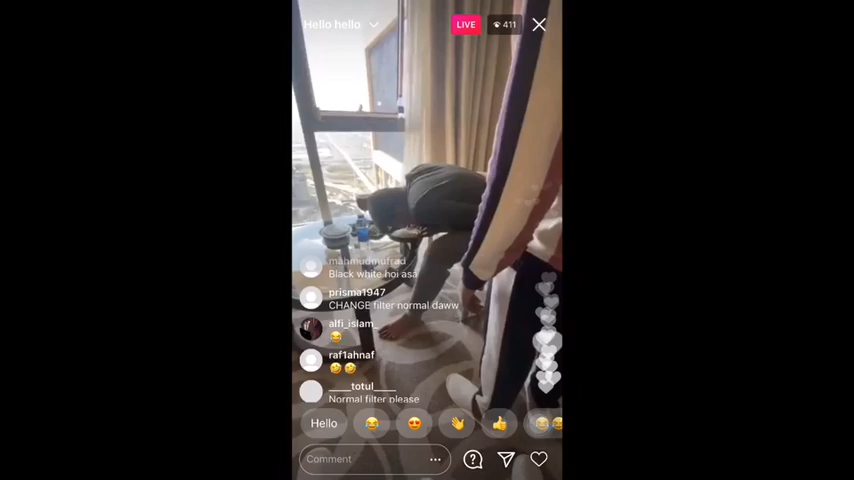 Hello hello
LIVE
411
mahmudmufrad
Black white hoi asa
prisma1947
CHANGE filter normal daww
alfi_islam_
😂
raf1ahnaf
🤣🤣
____totul____
Normal filter please
Hello 😂 😍 👋 👍 😂😂
Comment